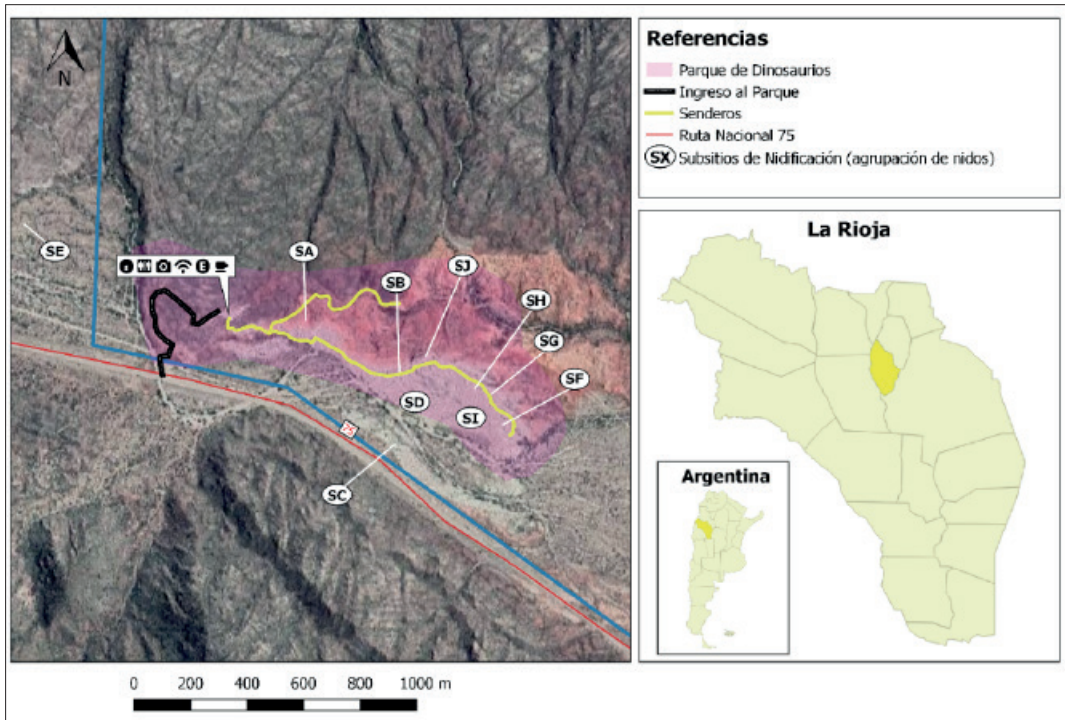 N
SE
SA
SB
SJ
SH
SG
SF
SD
SI
SC
75
0 200 400 600 800 1000 m
Referencias
Parque de Dinosaurios
Ingreso al Parque
Senderos
Ruta Nacional 75
SX Subsitios de Nidificación (agrupación de nidos)
La Rioja
Argentina